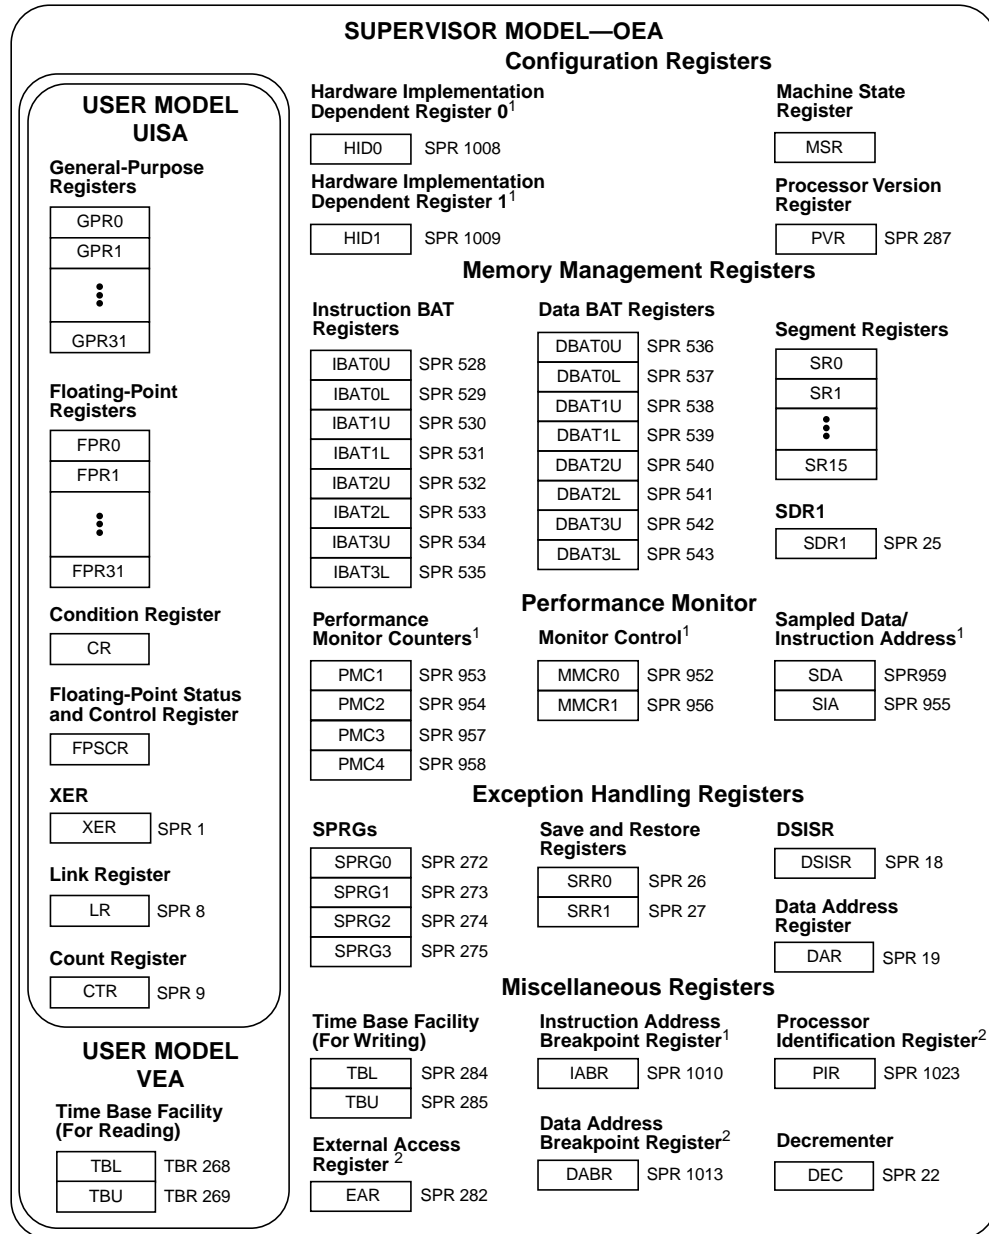 SUPERVISOR MODEL—OEA
Configuration Registers
USER MODEL
UISA
General-Purpose
Registers
GPR0
GPR1
GPR31
Floating-Point
Registers
FPR0
FPR1
FPR31
Condition Register
CR
Floating-Point Status
and Control Register
FPSCR
XER
XER SPR 1
Link Register
LR SPR 8
Count Register
CTR SPR 9
USER MODEL
VEA
Time Base Facility
(For Reading)
TBL TBR 268
TBU TBR 269
Hardware Implementation
Dependent Register 0¹
HID0 SPR 1008
Hardware Implementation
Dependent Register 1¹
HID1 SPR 1009
Machine State
Register
MSR
Processor Version
Register
PVR SPR 287
Memory Management Registers
Instruction BAT
Registers
IBAT0U SPR 528
IBAT0L SPR 529
IBAT1U SPR 530
IBAT1L SPR 531
IBAT2U SPR 532
IBAT2L SPR 533
IBAT3U SPR 534
IBAT3L SPR 535
Data BAT Registers
DBAT0U SPR 536
DBAT0L SPR 537
DBAT1U SPR 538
DBAT1L SPR 539
DBAT2U SPR 540
DBAT2L SPR 541
DBAT3U SPR 542
DBAT3L SPR 543
Segment Registers
SR0
SR1
SR15
SDR1
SDR1 SPR 25
Performance Monitor
Performance
Monitor Counters¹
PMC1 SPR 953
PMC2 SPR 954
PMC3 SPR 957
PMC4 SPR 958
Monitor Control¹
MMCR0 SPR 952
MMCR1 SPR 956
Sampled Data/
Instruction Address¹
SDA SPR959
SIA SPR 955
Exception Handling Registers
SPRGs
SPRG0 SPR 272
SPRG1 SPR 273
SPRG2 SPR 274
SPRG3 SPR 275
Save and Restore
Registers
SRR0 SPR 26
SRR1 SPR 27
DSISR
DSISR SPR 18
Data Address
Register
DAR SPR 19
Miscellaneous Registers
Time Base Facility
(For Writing)
TBL SPR 284
TBU SPR 285
External Access
Register ²
EAR SPR 282
Instruction Address
Breakpoint Register¹
IABR SPR 1010
Data Address
Breakpoint Register²
DABR SPR 1013
Processor
Identification Register²
PIR SPR 1023
Decrementer
DEC SPR 22